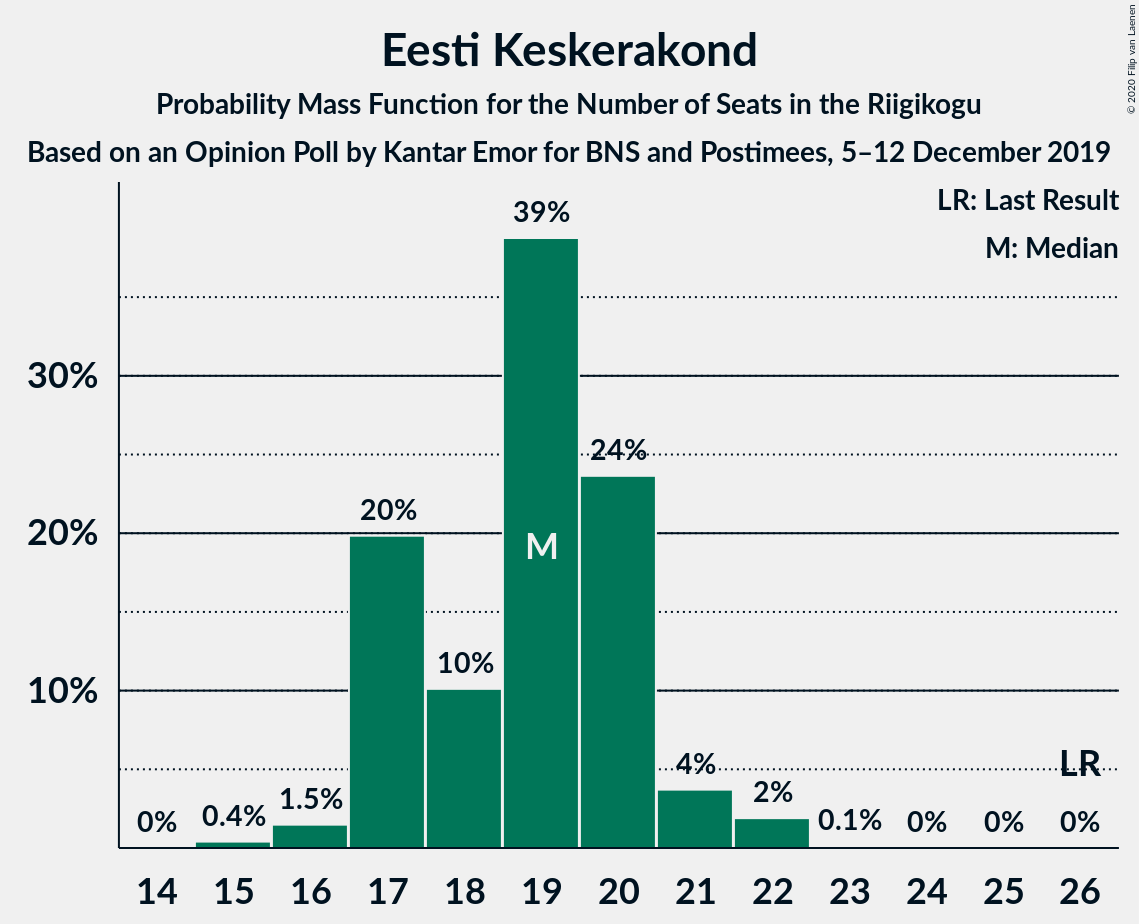 Eesti Keskerakond
Probability Mass Function for the Number of Seats in the Riigikogu
Based on an Opinion Poll by Kantar Emor for BNS and Postimees, 5–12 December 2019
© 2020 Filip van Laenen
LR: Last Result
M: Median
39%
30%
24%
20%
20%
M
10%
10%
LR
4%
2%
1.5%
0.4%
0%
0.1%
0%
0%
0%
14 15 16 17 18 19 20 21 22 23 24 25 26